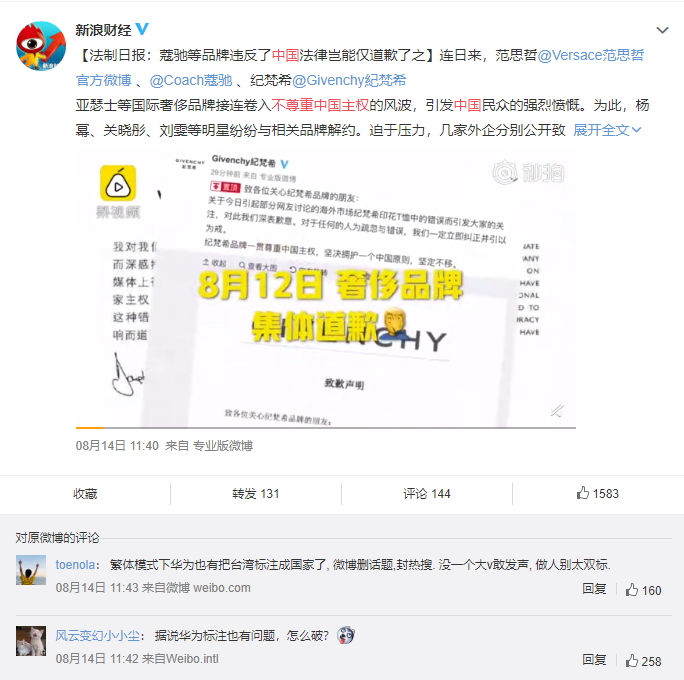 新浪财经
【法制日报：蔻驰等品牌违反了中国法律岂能仅道歉了之】连日来，范思哲@Versace范思哲
官方微博 、@Coach蔻驰 、纪梵希@Givenchy紀梵希
亚瑟士等国际奢侈品牌接连卷入不尊重中国主权的风波，引发中国民众的强烈愤慨。为此，杨
幂、关晓彤、刘雯等明星纷纷与相关品牌解约。迫于压力，几家外企分别公开致 展开全文
梨视频
秒拍
GIVENCHY
紀梵希
Givenchy紀梵希
29分钟前 来自 专业版微博
置顶 致各位关心纪梵希品牌的朋友：
关于今日引起部分网友讨论的海外市场纪梵希印花T恤中的错误而引发大家的关
注，对此我们深表歉意。对于任何的人为疏忽与错误，我们一定立即纠正并引以
为戒。
纪梵希品牌一贯尊重中国主权，坚决拥护一个中国原则，坚定不移。
收起 查看大图
我对我们
而深感抱
媒体上
家主权
这种错
响而道
ANY
ON
HAVE
ONAL
D TO
RACY
HAVE
8月12日 奢侈品牌
集体道歉
CHY
致歉声明
致各位关心纪梵希品牌的朋友：
08月14日 11:40 来自 专业版微博
收藏
转发 131
评论 144
1583
对原微博的评论
toenola： 繁体模式下华为也有把台湾标注成国家了, 微博删话题,封热搜. 没一个大v敢发声, 做人别太双标.
08月14日 11:43 来自微博 weibo.com
回复
160
风云变幻小小尘： 据说华为标注也有问题，怎么破？
08月14日 11:42 来自Weibo.intl
回复
258